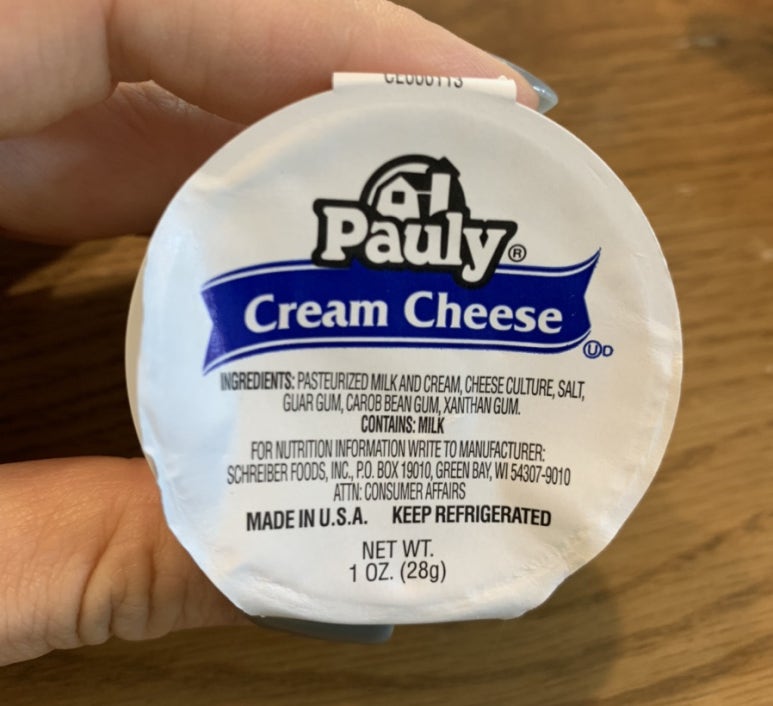 Pauly®
Cream Cheese
ⓊD
INGREDIENTS: PASTEURIZED MILK AND CREAM, CHEESE CULTURE, SALT,
GUAR GUM, CAROB BEAN GUM, XANTHAN GUM.
CONTAINS: MILK
FOR NUTRITION INFORMATION WRITE TO MANUFACTURER:
SCHREIBER FOODS, INC., P.O. BOX 19010, GREEN BAY, WI 54307-9010
ATTN: CONSUMER AFFAIRS
MADE IN U.S.A. KEEP REFRIGERATED
NET WT.
1 OZ. (28g)